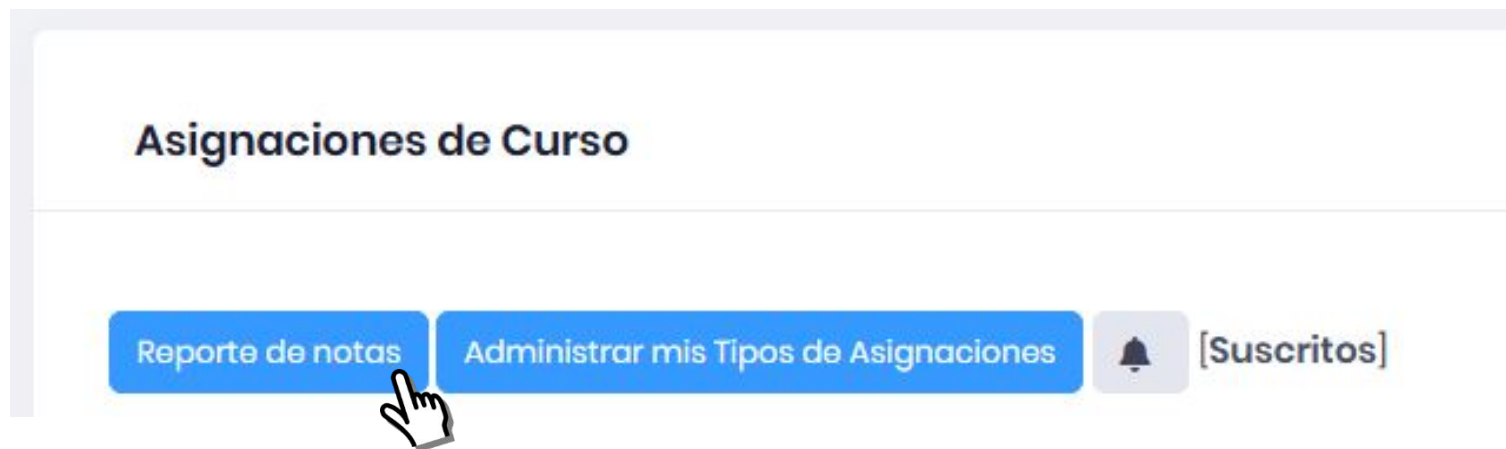 Asignaciones de Curso
Reporte de notas Administrar mis Tipos de Asignaciones [Suscritos]